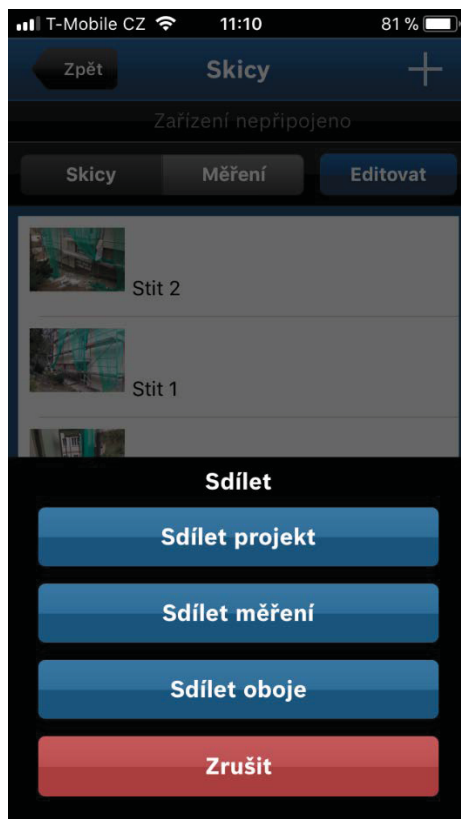 T-Mobile CZ 11:10 81 %
Zpět Skicy
Zařízení nepřipojeno
Skicy Měření Editovat
Stit 2
Stit 1
Sdílet
Sdílet projekt
Sdílet měření
Sdílet oboje
Zrušit